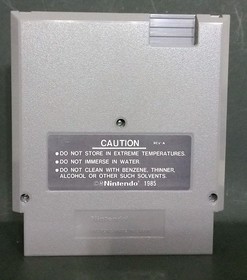 CAUTION
REV-A
•DO NOT STORE IN EXTREME TEMPERATURES.
•DO NOT IMMERSE IN WATER.
•DO NOT CLEAN WITH BENZENE, THINNER,
ALCOHOL OR OTHER SUCH SOLVENTS.
©®Nintendo 1985